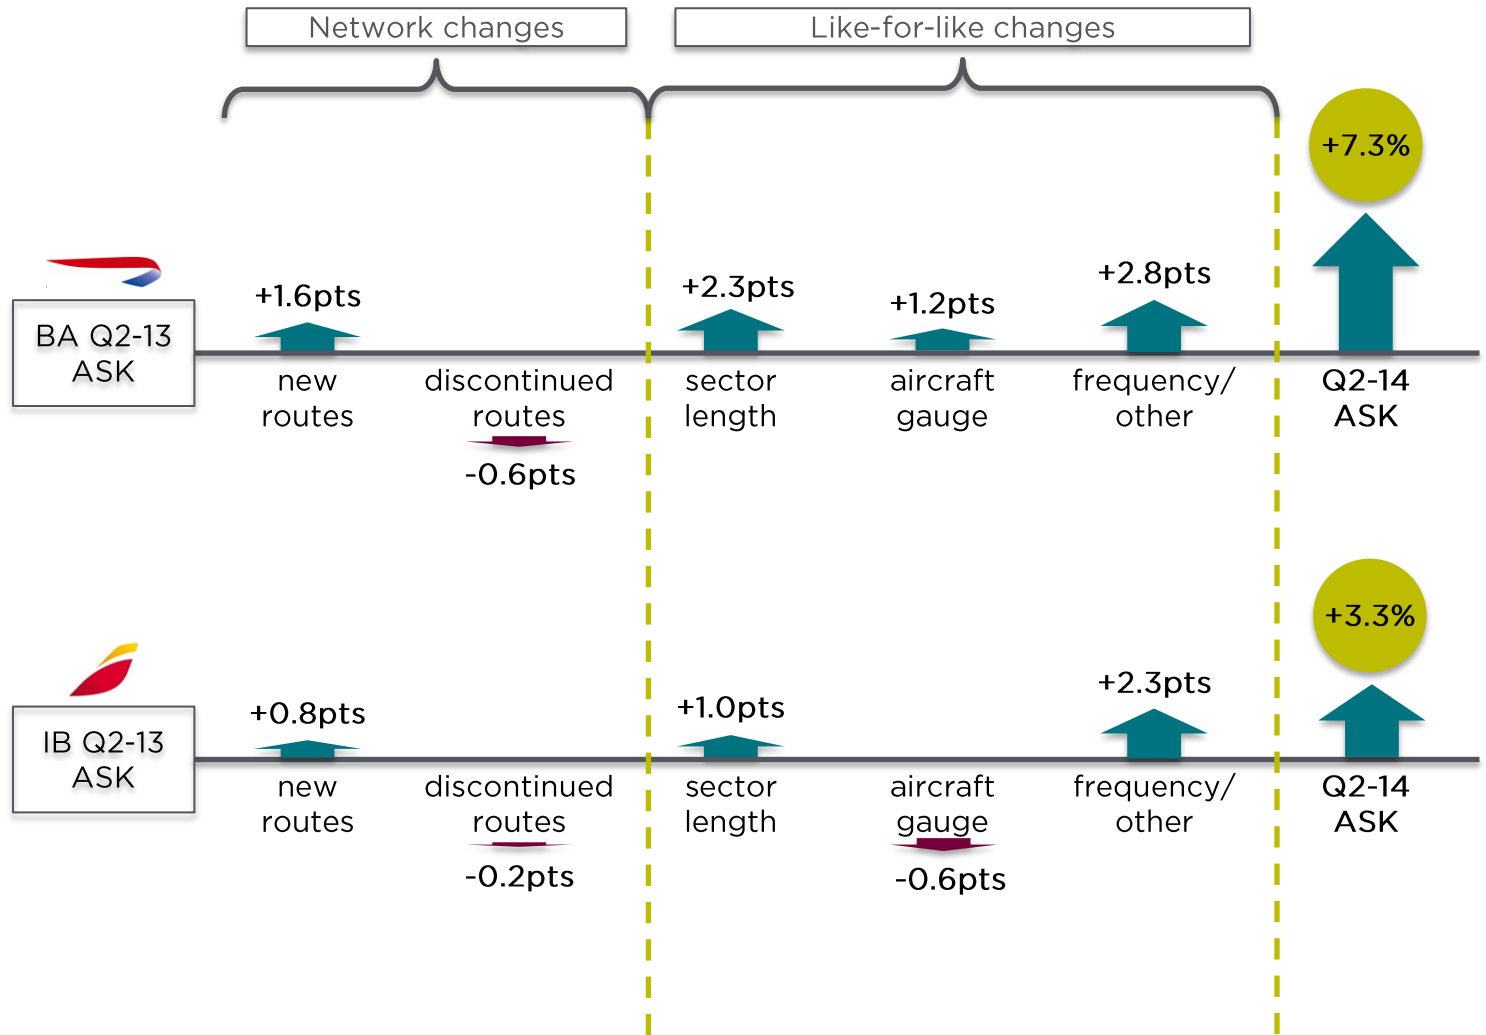 Network changes
Like-for-like changes
+7.3%
+1.6pts
+2.3pts
+1.2pts
+2.8pts
BA Q2-13
ASK
new
routes
discontinued
routes
sector
length
aircraft
gauge
frequency/
other
Q2-14
ASK
-0.6pts
+3.3%
+0.8pts
+1.0pts
+2.3pts
IB Q2-13
ASK
new
routes
discontinued
routes
sector
length
aircraft
gauge
frequency/
other
Q2-14
ASK
-0.2pts
-0.6pts